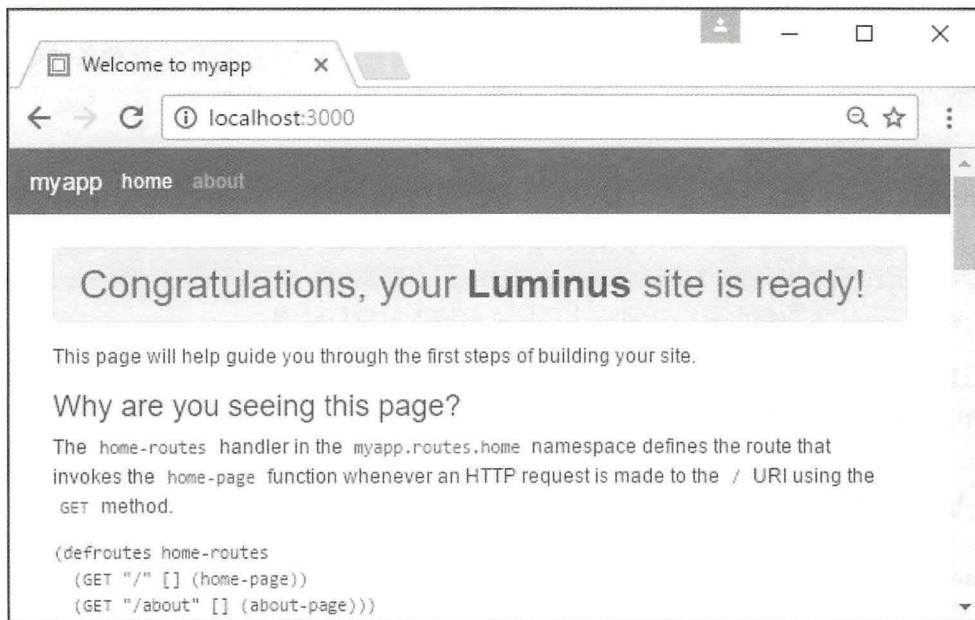 Welcome to myapp
localhost:3000
myapp home about
Congratulations, your Luminus site is ready!
This page will help guide you through the first steps of building your site.
Why are you seeing this page?
The home-routes handler in the myapp.routes.home namespace defines the route that
invokes the home-page function whenever an HTTP request is made to the / URI using the
GET method.
(defroutes home-routes
(GET "/" [] (home-page))
(GET "/about" [] (about-page)))